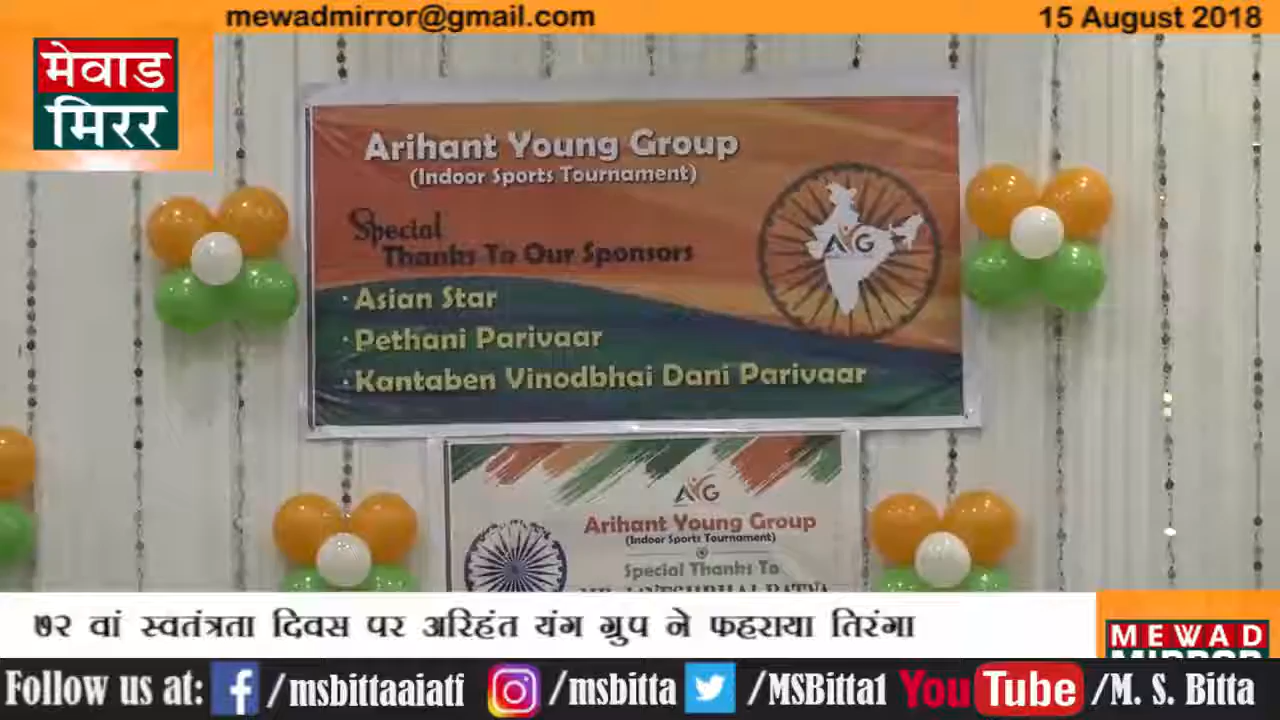 mewadmirror@gmail.com
15 August 2018
मेवाड
मिरर
Arihant Young Group
(Indoor Sports Tournament)
Special
Thanks To Our Sponsors
· Asian Star
· Pethani Parivaar
· Kantaben Vinodbhai Dani Parivaar
AYG
AYG
Arihant Young Group
(Indoor Sports Tournament)
Special Thanks To
७२ वां स्वतंत्रता दिवस पर अरिहंत यंग ग्रुप ने फहराया तिरंगा
MEWAD
MIRROR
Follow us at: f /msbittaaiatf /msbitta /MSBitta1 YouTube /M. S. Bitta